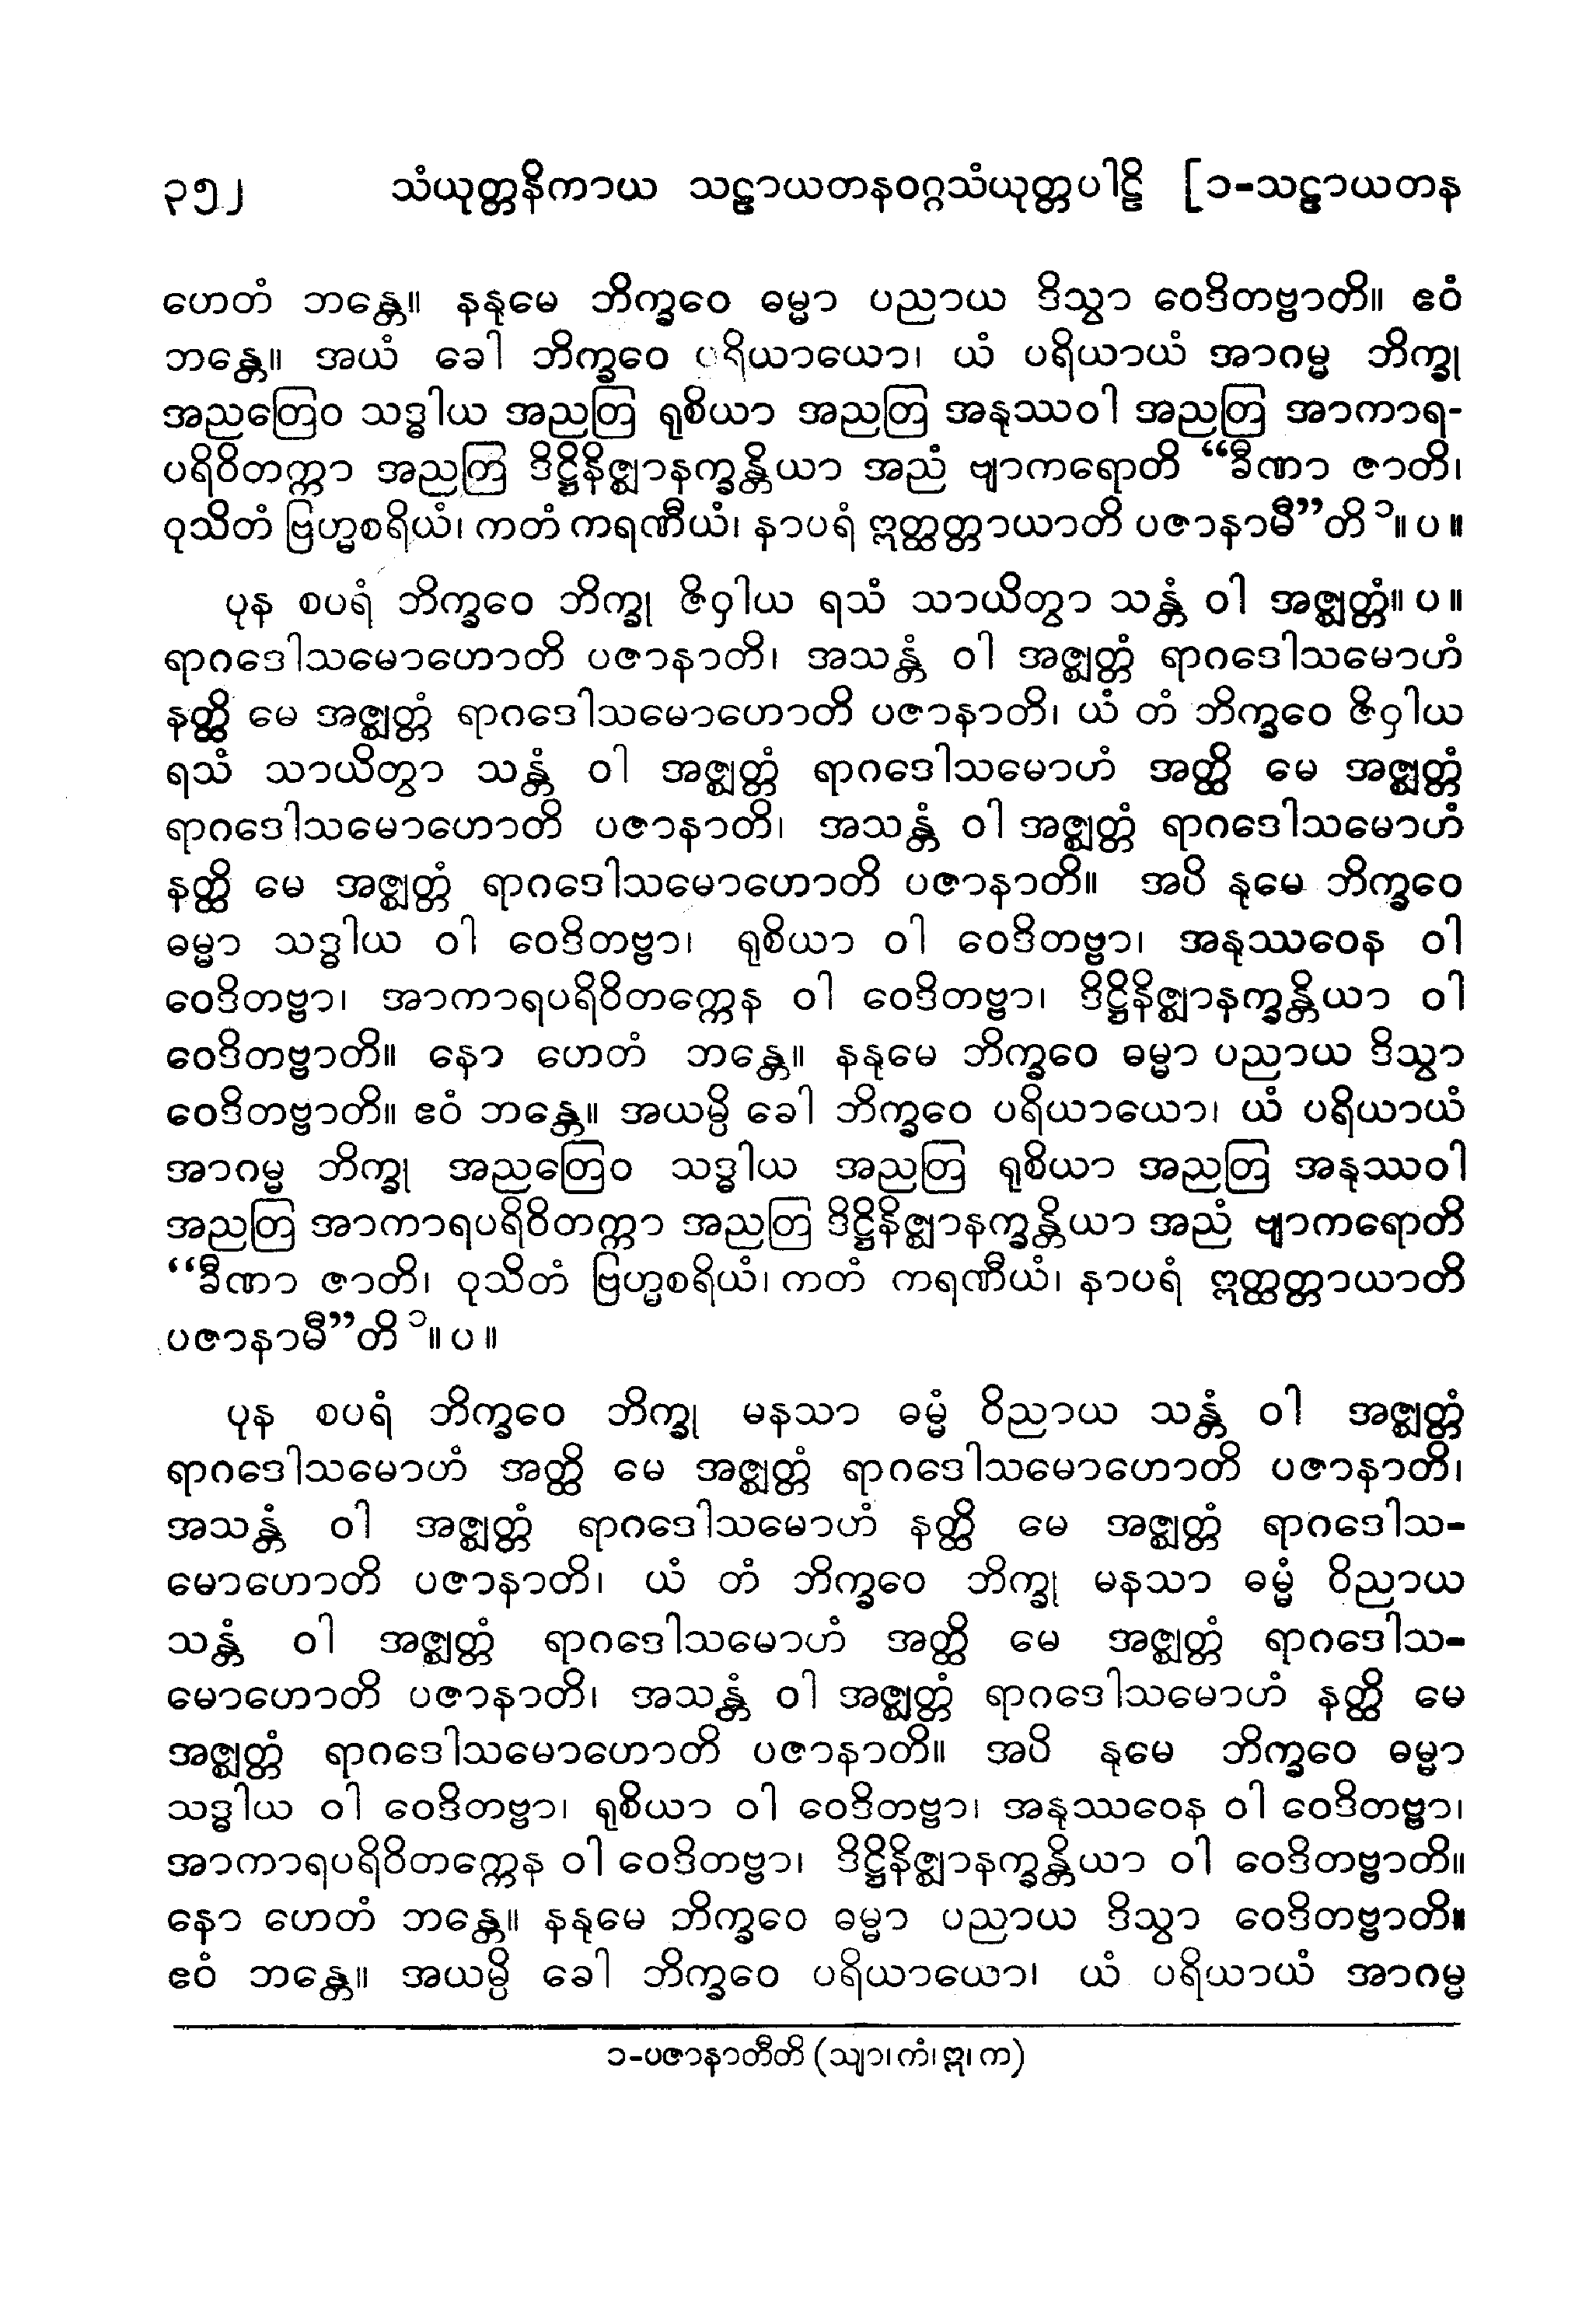 ၃၅၂ သံယုတ္တနိကာယ သဠာယတနဝဂ္ဂသံယုတ္တပါဠိ [၁-သဠာယတန
ဟေတံ ဘန္တေ။ နနုမေ ဘိက္ခဝေ ဓမ္မာ ပညာယ ဒိသွာ ဝေဒိတဗ္ဗာတိ။ ဧဝံ
ဘန္တေ။ အယံ ခေါ ဘိက္ခဝေ ပရိယာယော၊ ယံ ပရိယာယံ အာဂမ္မ ဘိက္ခု
အညတြေဝ သဒ္ဓါယ အညတြ ရုစိယာ အညတြ အနုဿဝါ အညတြ အာကာရ-
ပရိဝိတက္ကာ အညတြ ဒိဋ္ဌိနိဇ္ဈာနက္ခန္တိယာ အညံ ဗျာကရောတိ “ခီဏာ ဇာတိ၊
ဝုသိတံ ဗြဟ္မစရိယံ၊ ကတံ ကရဏီယံ၊ နာပရံ ဣတ္ထတ္တာယာတိ ပဇာနာမီ”တိ ၁။ ပ ။
ပုန စပရံ ဘိက္ခဝေ ဘိက္ခု ဇိဝှါယ ရသံ သာယိတွာ သန္တံ ဝါ အဇ္ဈတ္တံ။ ပ ။
ရာဂဒေါသမောဟောတိ ပဇာနာတိ၊ အသန္တံ ဝါ အဇ္ဈတ္တံ ရာဂဒေါသမောဟံ
နတ္ထိ မေ အဇ္ဈတ္တံ ရာဂဒေါသမောဟောတိ ပဇာနာတိ၊ ယံ တံ ဘိက္ခဝေ ဇိဝှါယ
ရသံ သာယိတွာ သန္တံ ဝါ အဇ္ဈတ္တံ ရာဂဒေါသမောဟံ အတ္ထိ မေ အဇ္ဈတ္တံ
ရာဂဒေါသမောဟောတိ ပဇာနာတိ၊ အသန္တံ ဝါ အဇ္ဈတ္တံ ရာဂဒေါသမောဟံ
နတ္ထိ မေ အဇ္ဈတ္တံ ရာဂဒေါသမောဟောတိ ပဇာနာတိ။ အပိ နုမေ ဘိက္ခဝေ
ဓမ္မာ သဒ္ဓါယ ဝါ ဝေဒိတဗ္ဗာ၊ ရုစိယာ ဝါ ဝေဒိတဗ္ဗာ၊ အနုဿဝေန ဝါ
ဝေဒိတဗ္ဗာ၊ အာကာရပရိဝိတက္ကေန ဝါ ဝေဒိတဗ္ဗာ၊ ဒိဋ္ဌိနိဇ္ဈာနက္ခန္တိယာ ဝါ
ဝေဒိတဗ္ဗာတိ။ နော ဟေတံ ဘန္တေ။ နနုမေ ဘိက္ခဝေ ဓမ္မာ ပညာယ ဒိသွာ
ဝေဒိတဗ္ဗာတိ။ ဧဝံ ဘန္တေ။ အယမ္ပိ ခေါ ဘိက္ခဝေ ပရိယာယော၊ ယံ ပရိယာယံ
အာဂမ္မ ဘိက္ခု အညတြေဝ သဒ္ဓါယ အညတြ ရုစိယာ အညတြ အနုဿဝါ
အညတြ အာကာရပရိဝိတက္ကာ အညတြ ဒိဋ္ဌိနိဇ္ဈာနက္ခန္တိယာ အညံ ဗျာကရောတိ
“ခီဏာ ဇာတိ၊ ဝုသိတံ ဗြဟ္မစရိယံ၊ ကတံ ကရဏီယံ၊ နာပရံ ဣတ္ထတ္တာယာတိ
ပဇာနာမီ”တိ ၁။ ပ ။
ပုန စပရံ ဘိက္ခဝေ ဘိက္ခု မနသာ ဓမ္မံ ဝိညာယ သန္တံ ဝါ အဇ္ဈတ္တံ
ရာဂဒေါသမောဟံ အတ္ထိ မေ အဇ္ဈတ္တံ ရာဂဒေါသမောဟောတိ ပဇာနာတိ၊
အသန္တံ ဝါ အဇ္ဈတ္တံ ရာဂဒေါသမောဟံ နတ္ထိ မေ အဇ္ဈတ္တံ ရာဂဒေါသ-
မောဟောတိ ပဇာနာတိ၊ ယံ တံ ဘိက္ခဝေ ဘိက္ခု မနသာ ဓမ္မံ ဝိညာယ
သန္တံ ဝါ အဇ္ဈတ္တံ ရာဂဒေါသမောဟံ အတ္ထိ မေ အဇ္ဈတ္တံ ရာဂဒေါသ-
မောဟောတိ ပဇာနာတိ၊ အသန္တံ ဝါ အဇ္ဈတ္တံ ရာဂဒေါသမောဟံ နတ္ထိ မေ
အဇ္ဈတ္တံ ရာဂဒေါသမောဟောတိ ပဇာနာတိ။ အပိ နုမေ ဘိက္ခဝေ ဓမ္မာ
သဒ္ဓါယ ဝါ ဝေဒိတဗ္ဗာ၊ ရုစိယာ ဝါ ဝေဒိတဗ္ဗာ၊ အနုဿဝေန ဝါ ဝေဒိတဗ္ဗာ၊
အာကာရပရိဝိတက္ကေန ဝါ ဝေဒိတဗ္ဗာ၊ ဒိဋ္ဌိနိဇ္ဈာနက္ခန္တိယာ ဝါ ဝေဒိတဗ္ဗာတိ။
နော ဟေတံ ဘန္တေ။ နနုမေ ဘိက္ခဝေ ဓမ္မာ ပညာယ ဒိသွာ ဝေဒိတဗ္ဗာတိ။
ဧဝံ ဘန္တေ။ အယမ္ပိ ခေါ ဘိက္ခဝေ ပရိယာယော၊ ယံ ပရိယာယံ အာဂမ္မ
၁-ပဇာနာတီတိ (သျာ၊ ကံ၊ ဣ၊ က)